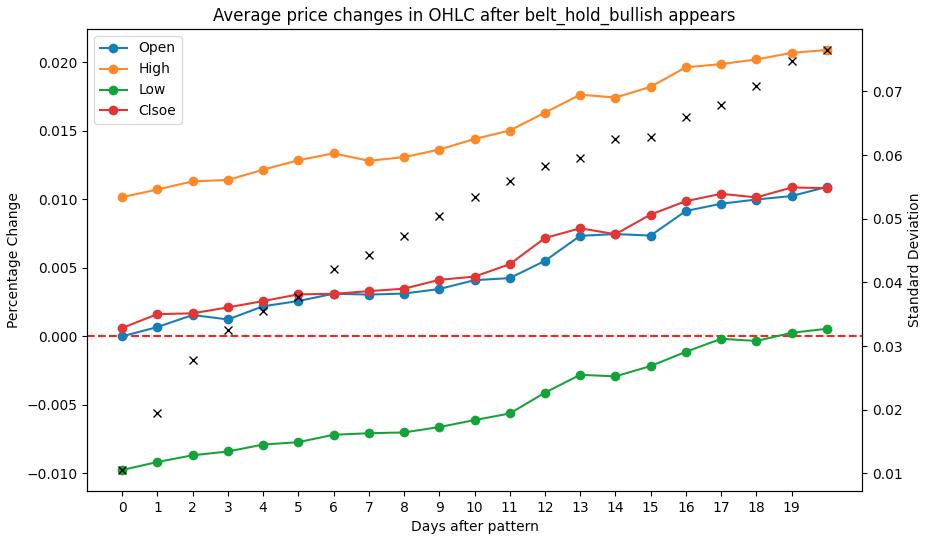 Average price changes in OHLC after belt_hold_bullish appears
Open
High
Low
Clsoe
0.020
0.015
0.010
0.005
0.000
−0.005
−0.010
Percentage Change
0.07
0.06
0.05
0.04
0.03
0.02
0.01
Standard Deviation
0 1 2 3 4 5 6 7 8 9 10 11 12 13 14 15 16 17 18 19
Days after pattern